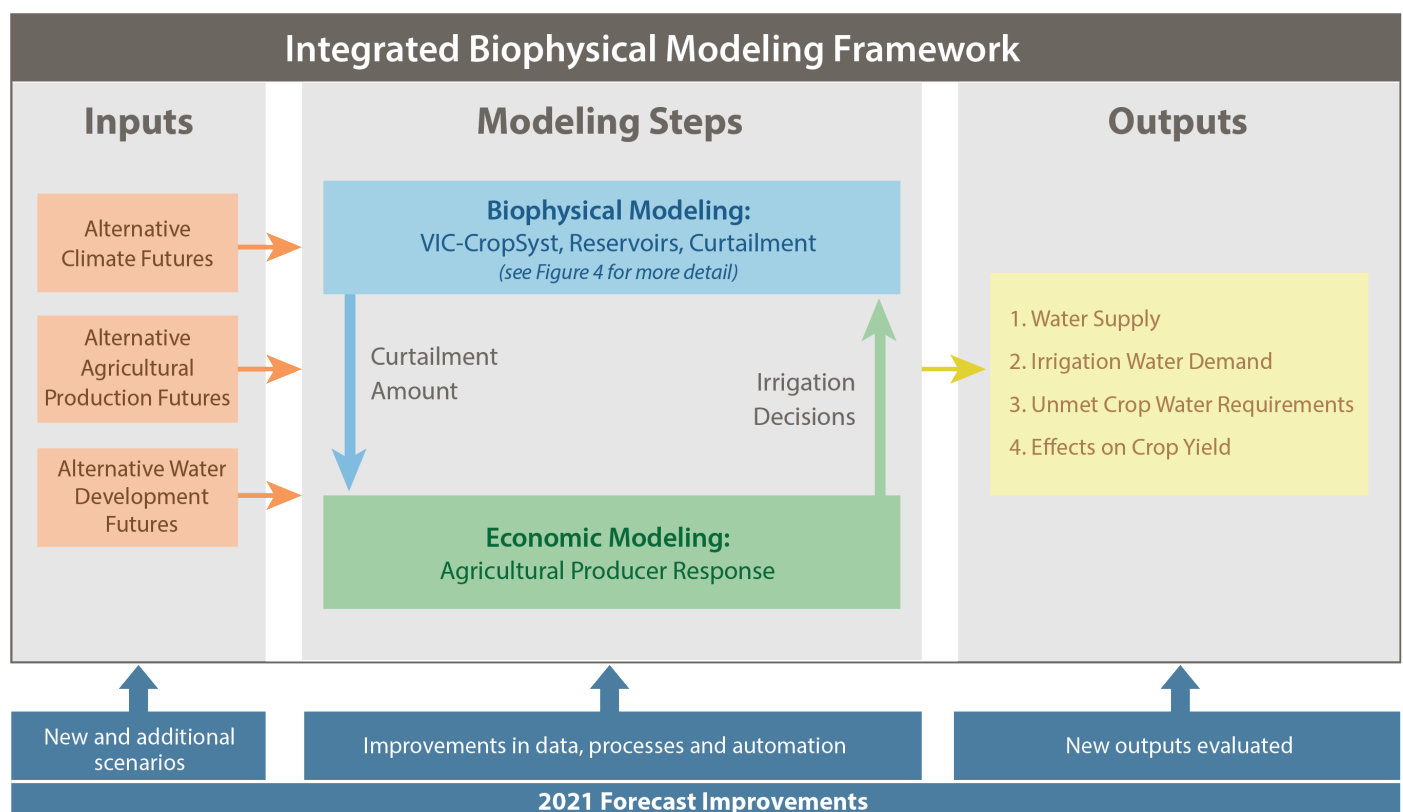 Integrated Biophysical Modeling Framework
Inputs
Alternative
Climate Futures
Alternative
Agricultural
Production Futures
Alternative Water
Development
Futures
Modeling Steps
Biophysical Modeling:
VIC-CropSyst, Reservoirs, Curtailment
(see Figure 4 for more detail)
Curtailment
Amount
Irrigation
Decisions
Economic Modeling:
Agricultural Producer Response
Outputs
1. Water Supply
2. Irrigation Water Demand
3. Unmet Crop Water Requirements
4. Effects on Crop Yield
New and additional
scenarios
Improvements in data, processes and automation
New outputs evaluated
2021 Forecast Improvements